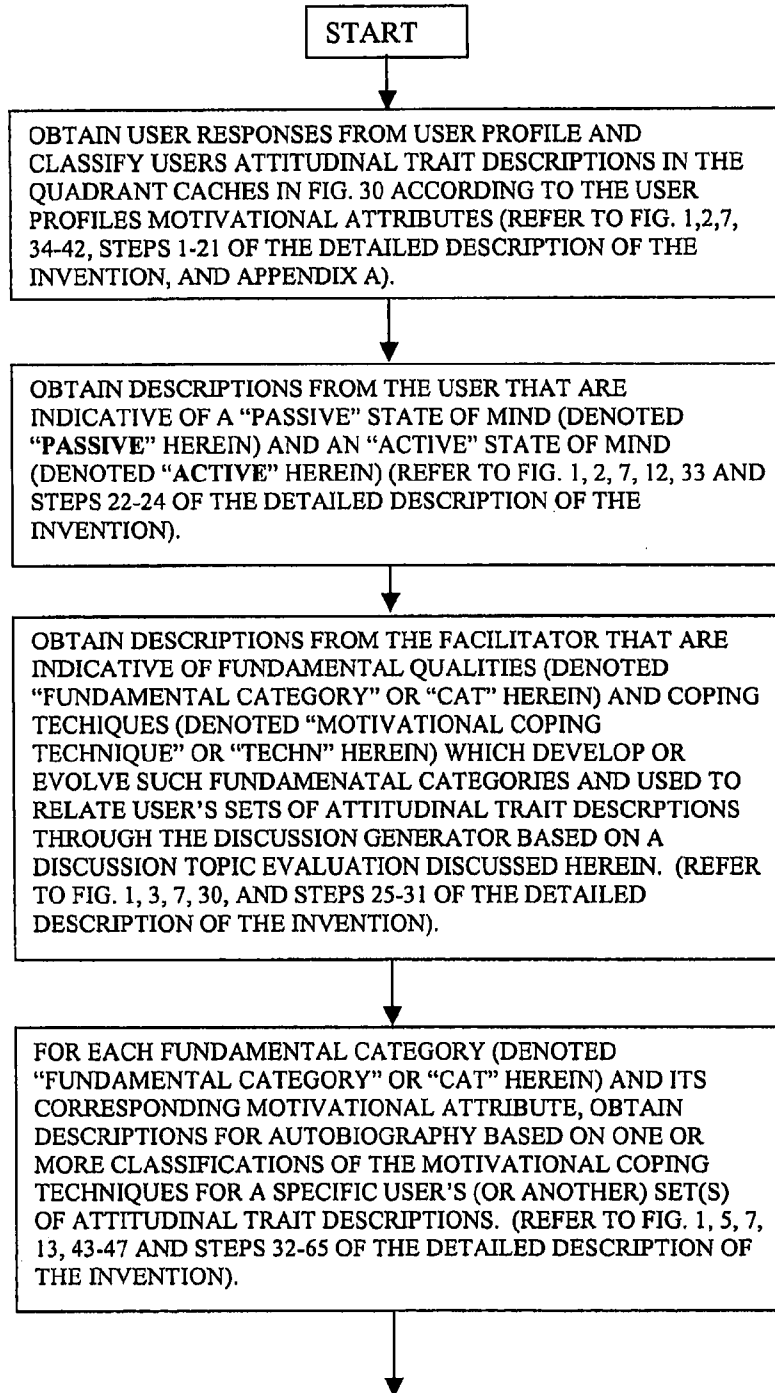 START
OBTAIN USER RESPONSES FROM USER PROFILE AND
CLASSIFY USERS ATTITUDINAL TRAIT DESCRIPTIONS IN THE
QUADRANT CACHES IN FIG. 30 ACCORDING TO THE USER
PROFILES MOTIVATIONAL ATTRIBUTES (REFER TO FIG. 1,2,7,
34-42, STEPS 1-21 OF THE DETAILED DESCRIPTION OF THE
INVENTION, AND APPENDIX A).
OBTAIN DESCRIPTIONS FROM THE USER THAT ARE
INDICATIVE OF A “PASSIVE” STATE OF MIND (DENOTED
“PASSIVE” HEREIN) AND AN “ACTIVE” STATE OF MIND
(DENOTED “ACTIVE” HEREIN) (REFER TO FIG. 1, 2, 7, 12, 33 AND
STEPS 22-24 OF THE DETAILED DESCRIPTION OF THE
INVENTION).
OBTAIN DESCRIPTIONS FROM THE FACILITATOR THAT ARE
INDICATIVE OF FUNDAMENTAL QUALITIES (DENOTED
“FUNDAMENTAL CATEGORY” OR “CAT” HEREIN) AND COPING
TECHIQUES (DENOTED “MOTIVATIONAL COPING
TECHNIQUE” OR “TECHN” HEREIN) WHICH DEVELOP OR
EVOLVE SUCH FUNDAMENATAL CATEGORIES AND USED TO
RELATE USER'S SETS OF ATTITUDINAL TRAIT DESCRPTIONS
THROUGH THE DISCUSSION GENERATOR BASED ON A
DISCUSSION TOPIC EVALUATION DISCUSSED HEREIN. (REFER
TO FIG. 1, 3, 7, 30, AND STEPS 25-31 OF THE DETAILED
DESCRIPTION OF THE INVENTION).
FOR EACH FUNDAMENTAL CATEGORY (DENOTED
“FUNDAMENTAL CATEGORY” OR “CAT” HEREIN) AND ITS
CORRESPONDING MOTIVATIONAL ATTRIBUTE, OBTAIN
DESCRIPTIONS FOR AUTOBIOGRAPHY BASED ON ONE OR
MORE CLASSIFICATIONS OF THE MOTIVATIONAL COPING
TECHNIQUES FOR A SPECIFIC USER'S (OR ANOTHER) SET(S)
OF ATTITUDINAL TRAIT DESCRIPTIONS. (REFER TO FIG. 1, 5, 7,
13, 43-47 AND STEPS 32-65 OF THE DETAILED DESCRIPTION OF
THE INVENTION).